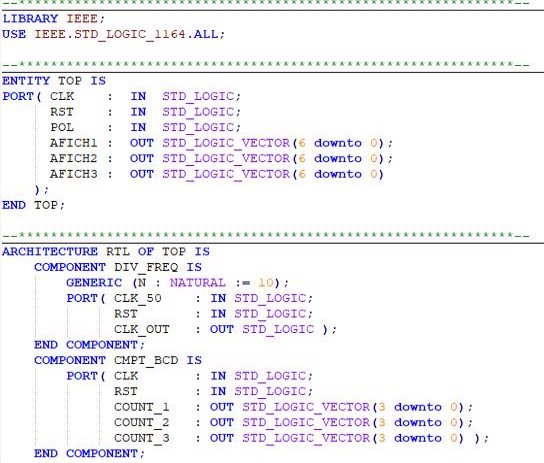 --**************************************************************--
LIBRARY IEEE;
USE IEEE.STD_LOGIC_1164.ALL;
--**************************************************************--
ENTITY TOP IS
PORT( CLK    :  IN  STD_LOGIC;
      RST    :  IN  STD_LOGIC;
      POL    :  IN  STD_LOGIC;
      AFICH1 :  OUT STD_LOGIC_VECTOR(6 downto 0);
      AFICH2 :  OUT STD_LOGIC_VECTOR(6 downto 0);
      AFICH3 :  OUT STD_LOGIC_VECTOR(6 downto 0)
    );
END TOP;
--**************************************************************--
ARCHITECTURE RTL OF TOP IS
    COMPONENT DIV_FREQ IS
        GENERIC (N : NATURAL := 10);
        PORT( CLK_50    : IN STD_LOGIC;
              RST       : IN STD_LOGIC;
              CLK_OUT   : OUT STD_LOGIC );
    END COMPONENT;
    COMPONENT CMPT_BCD IS
        PORT( CLK       : IN STD_LOGIC;
              RST       : IN STD_LOGIC;
              COUNT_1   : OUT STD_LOGIC_VECTOR(3 downto 0);
              COUNT_2   : OUT STD_LOGIC_VECTOR(3 downto 0);
              COUNT_3   : OUT STD_LOGIC_VECTOR(3 downto 0) );
    END COMPONENT;